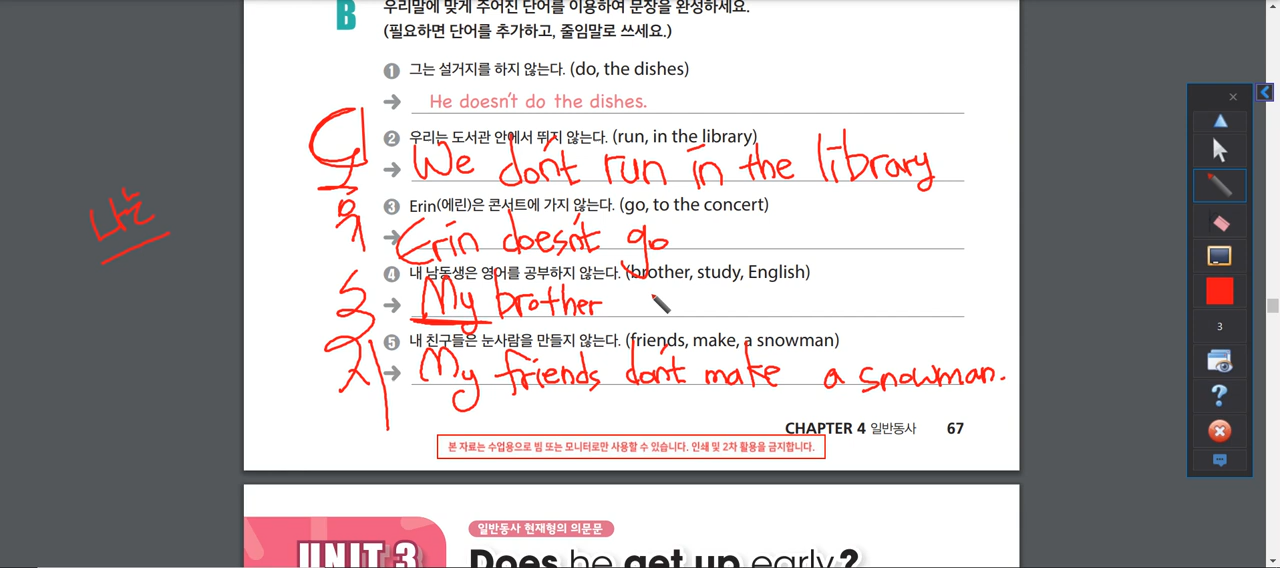 B 우리말에 맞게 주어진 단어를 이용하여 문장을 완성하세요.
(필요하면 단어를 추가하고, 줄임말로 쓰세요.)
1 그는 설거지를 하지 않는다. (do, the dishes)
→ He doesn't do the dishes.
2 우리는 도서관 안에서 뛰지 않는다. (run, in the library)
→ We don't run in the library
3 Erin(에린)은 콘서트에 가지 않는다. (go, to the concert)
→ Erin doesn't go
나는
4 내 남동생은 영어를 공부하지 않는다. (brother, study, English)
→ My brother
5 내 친구들은 눈사람을 만들지 않는다. (friends, make, a snowman)
→ My friends don't make a snowman.
3
CHAPTER 4 일반동사 67
본 자료는 수업용으로 빔 또는 모니터로만 사용할 수 있습니다. 인쇄 및 2차 활용을 금지합니다.
일반동사 현재형의 의문문
UNIT 3
Does he get up early?